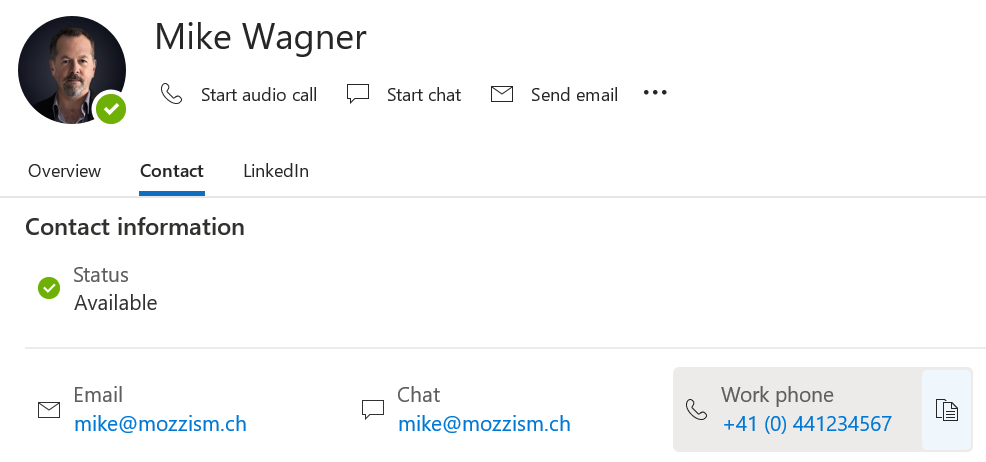 Mike Wagner
Start audio call Start chat Send email
Overview Contact LinkedIn
Contact information
Status
Available
Email Chat Work phone
mike@mozzism.ch mike@mozzism.ch +41 (0) 441234567